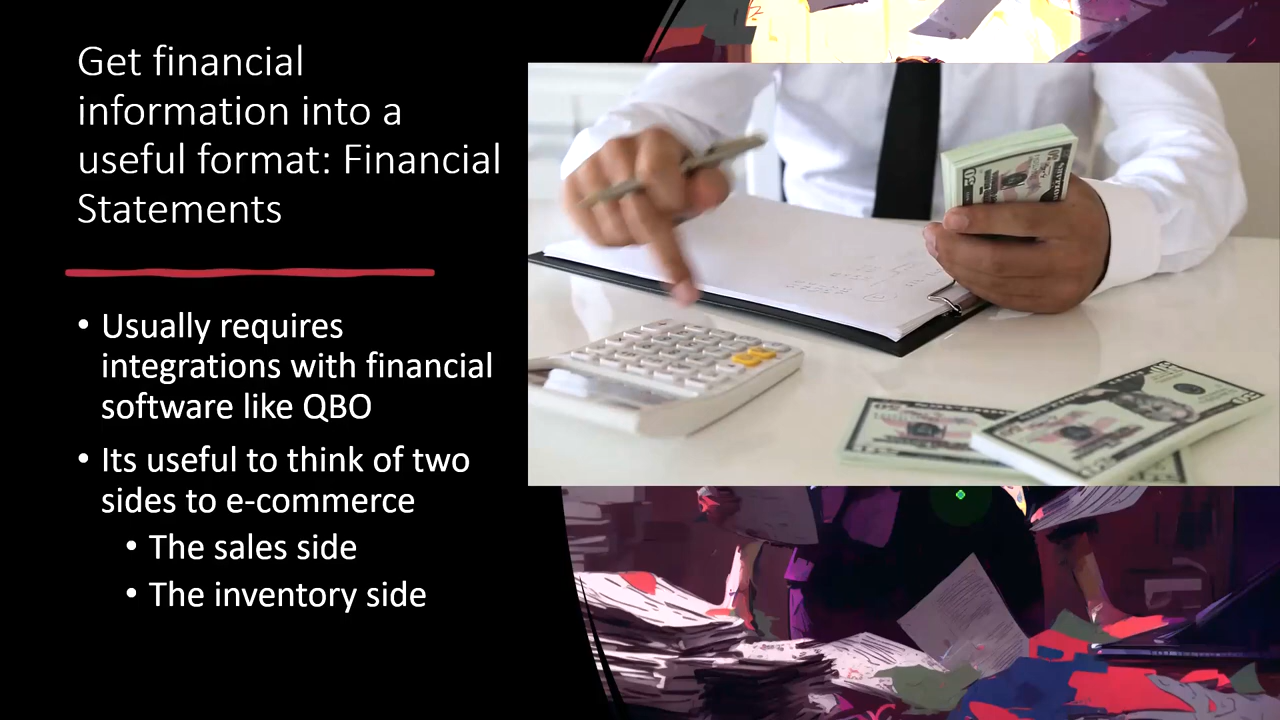 Get financial
information into a
useful format: Financial
Statements
• Usually requires
integrations with financial
software like QBO
• Its useful to think of two
sides to e-commerce
• The sales side
• The inventory side
50